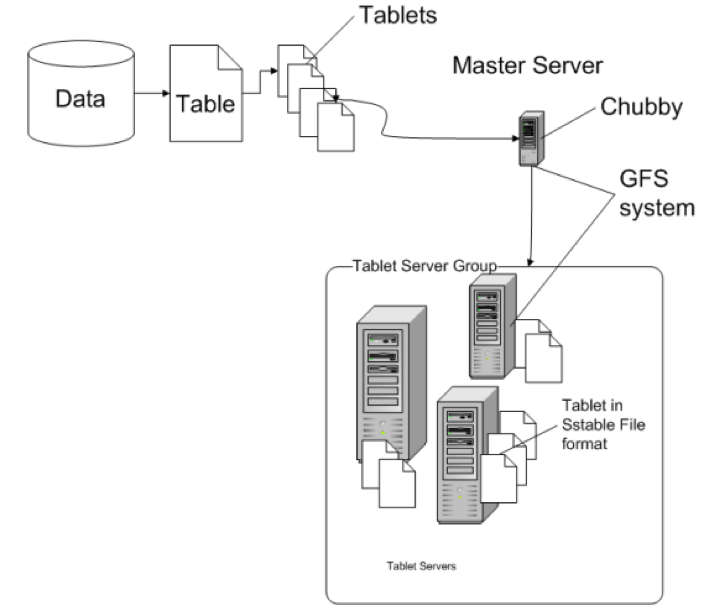 Tablets
Master Server
Data
Table
Chubby
GFS
system
Tablet Server Group
Tablet in
Sstable File
format
Tablet Servers